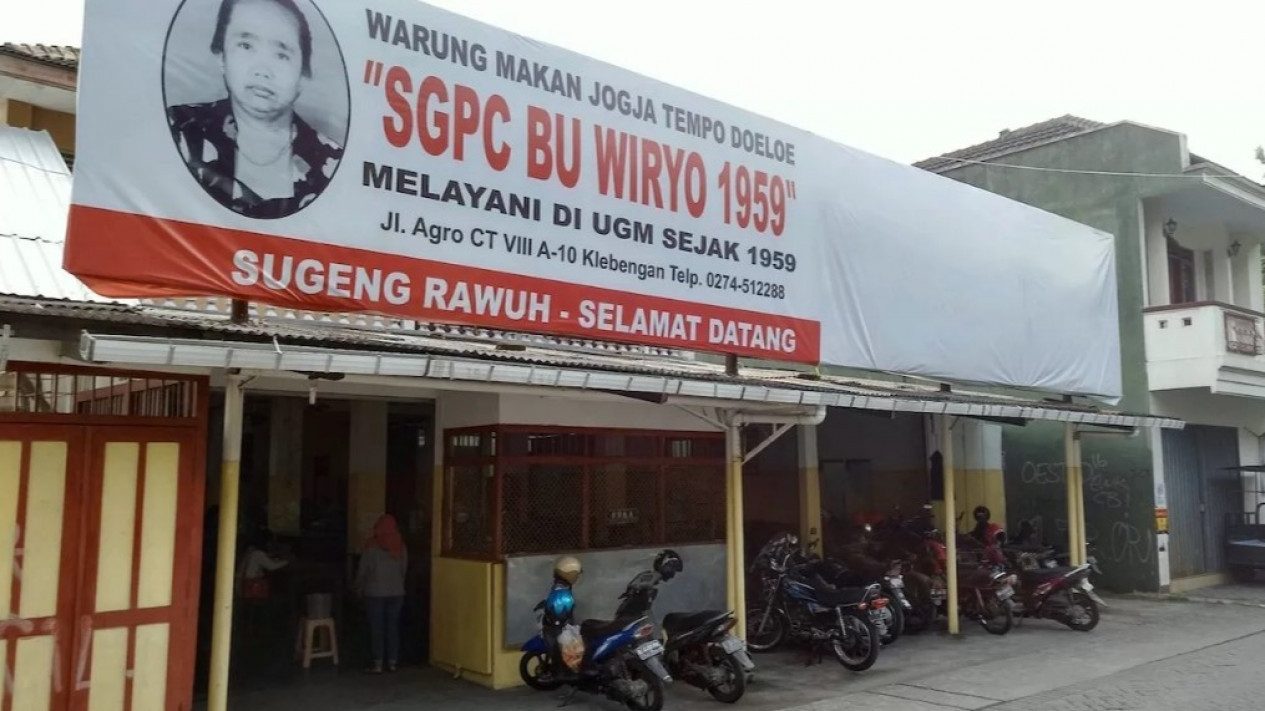 WARUNG MAKAN JOGJA TEMPO DOELOE
"SGPC BU WIRYO 1959"
MELAYANI DI UGM SEJAK 1959
Jl. Agro CT VIII A-10 Klebengan Telp. 0274-512288
SUGENG RAWUH - SELAMAT DATANG